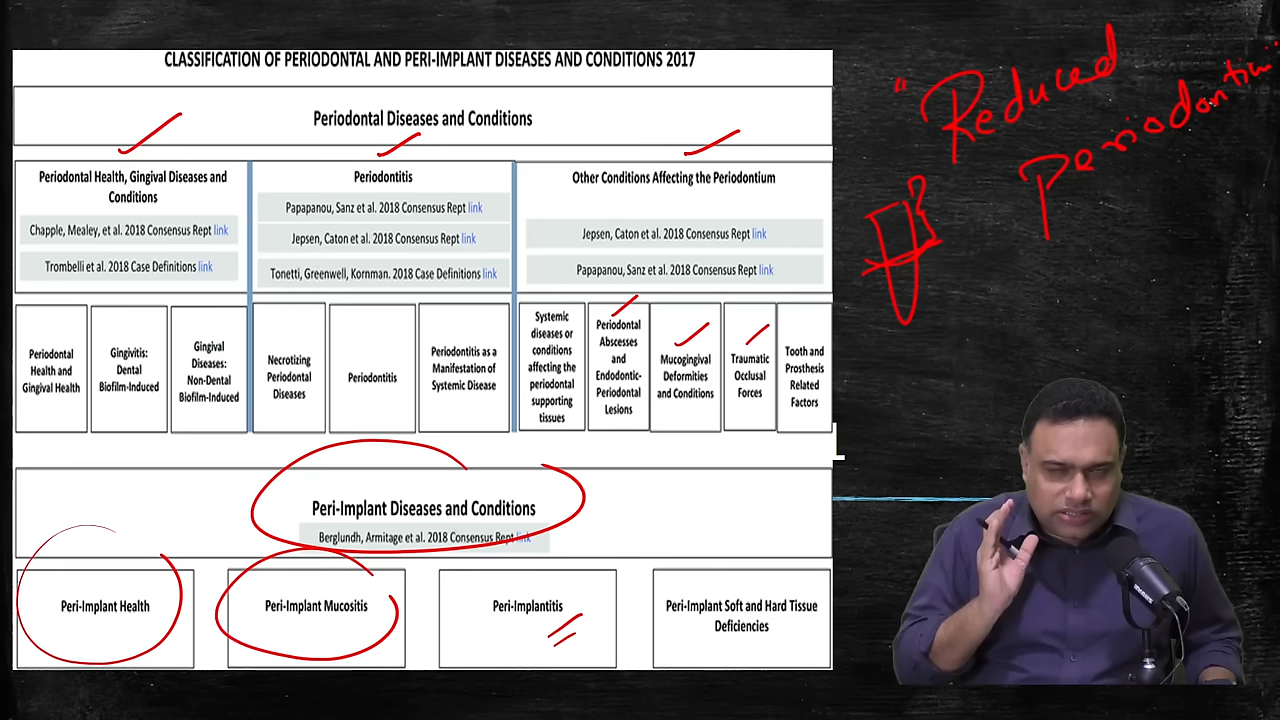 CLASSIFICATION OF PERIODONTAL AND PERI-IMPLANT DISEASES AND CONDITIONS 2017
Periodontal Diseases and Conditions
Periodontal Health, Gingival Diseases and
Conditions
Chapple, Mealey, et al. 2018 Consensus Rept link
Trombelli et al. 2018 Case Definitions link
Periodontitis
Papapanou, Sanz et al. 2018 Consensus Rept link
Jepsen, Caton et al. 2018 Consensus Rept link
Tonetti, Greenwell, Kornman. 2018 Case Definitions link
Other Conditions Affecting the Periodontium
Jepsen, Caton et al. 2018 Consensus Rept link
Papapanou, Sanz et al. 2018 Consensus Rept link
Periodontal
Health and
Gingival Health
Gingivitis:
Dental
Biofilm-Induced
Gingival
Diseases:
Non-Dental
Biofilm-Induced
Necrotizing
Periodontal
Diseases
Periodontitis
Periodontitis as a
Manifestation of
Systemic Disease
Systemic
diseases or
conditions
affecting the
periodontal
supporting
tissues
Periodontal
Abscesses
and
Endodontic-
Periodontal
Lesions
Mucogingival
Deformities
and Conditions
Traumatic
Occlusal
Forces
Tooth and
Prosthesis
Related
Factors
Peri-Implant Diseases and Conditions
Berglundh, Armitage et al. 2018 Consensus Rept link
Peri-Implant Health
Peri-Implant Mucositis
Peri-Implantitis
Peri-Implant Soft and Hard Tissue
Deficiencies
"Reduced
Periodontium"